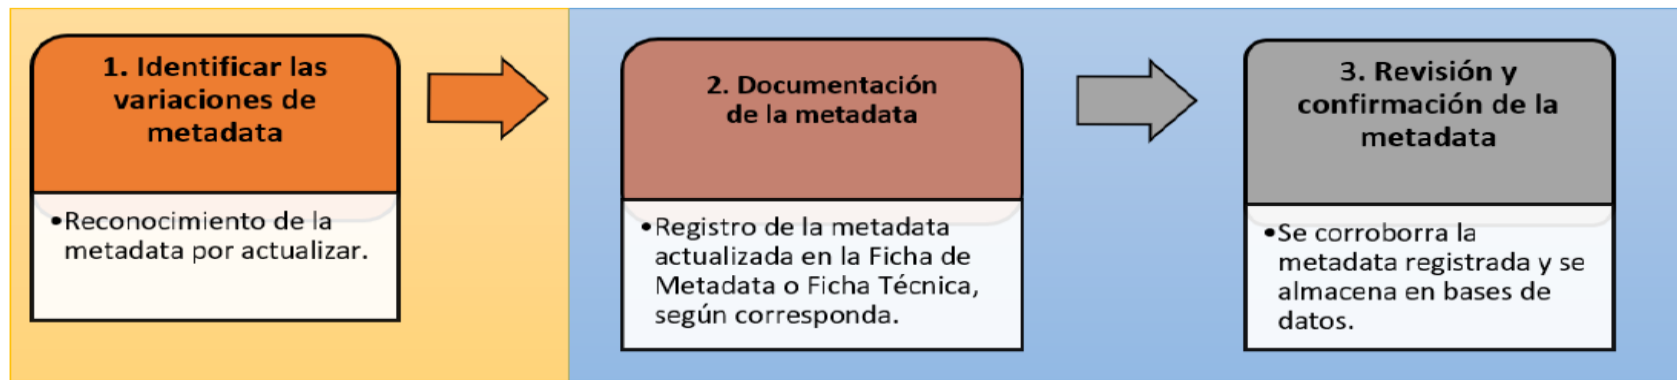 1. Identificar las
variaciones de
metadata
•Reconocimiento de la
metadata por actualizar.
2. Documentación
de la metadata
•Registro de la metadata
actualizada en la Ficha de
Metadata o Ficha Técnica,
según corresponda.
3. Revisión y
confirmación de la
metadata
•Se corroborra la
metadata registrada y se
almacena en bases de
datos.